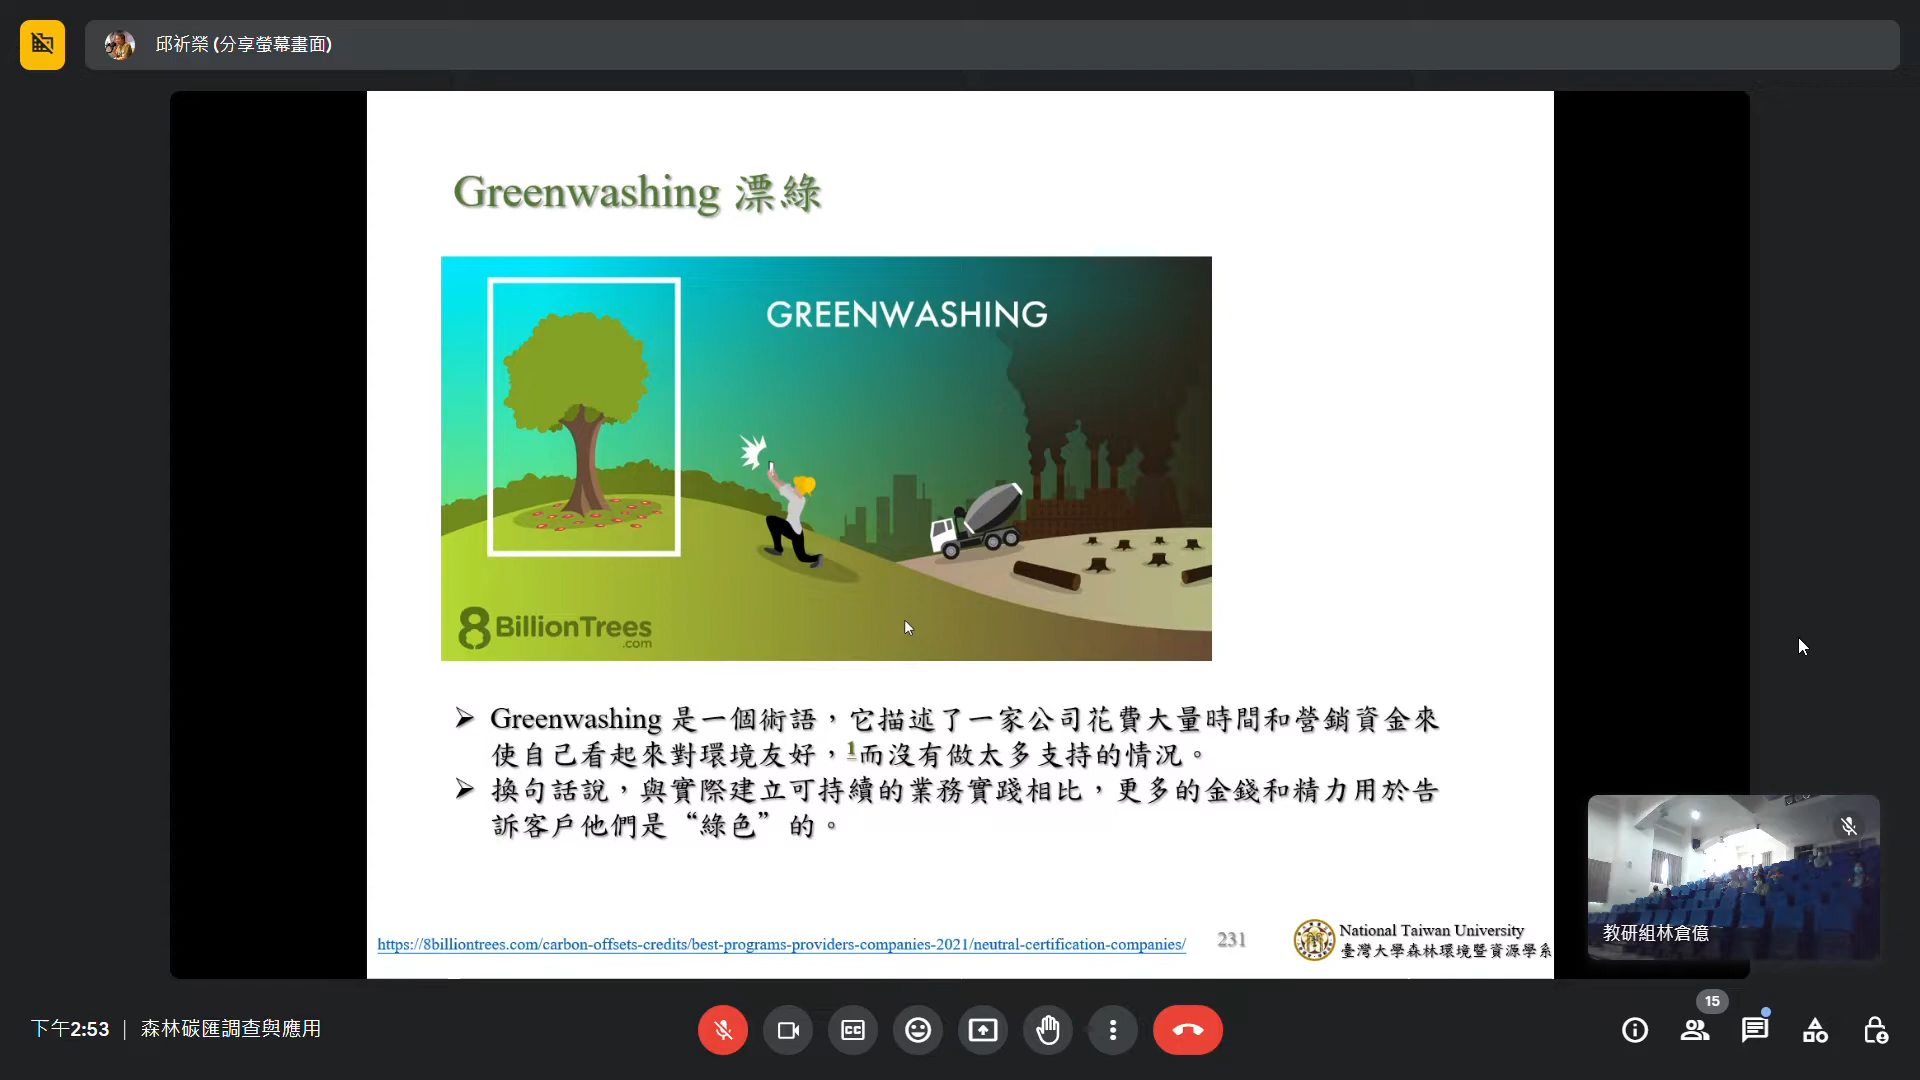 邱祈榮 (分享螢幕畫面)
Greenwashing 漂綠
GREENWASHING
8 BillionTrees
.com
➢ Greenwashing 是一個術語，它描述了一家公司花費大量時間和營銷資金來
使自己看起來對環境友好，1而沒有做太多支持的情況。
➢ 換句話說，與實際建立可持續的業務實踐相比，更多的金錢和精力用於告
訴客戶他們是“綠色”的。
https://8billiontrees.com/carbon-offsets-credits/best-programs-providers-companies-2021/neutral-certification-companies/
231
National Taiwan University
臺灣大學森林環境暨資源學系
教研組林倉億
15
下午2:53 | 森林碳匯調查與應用